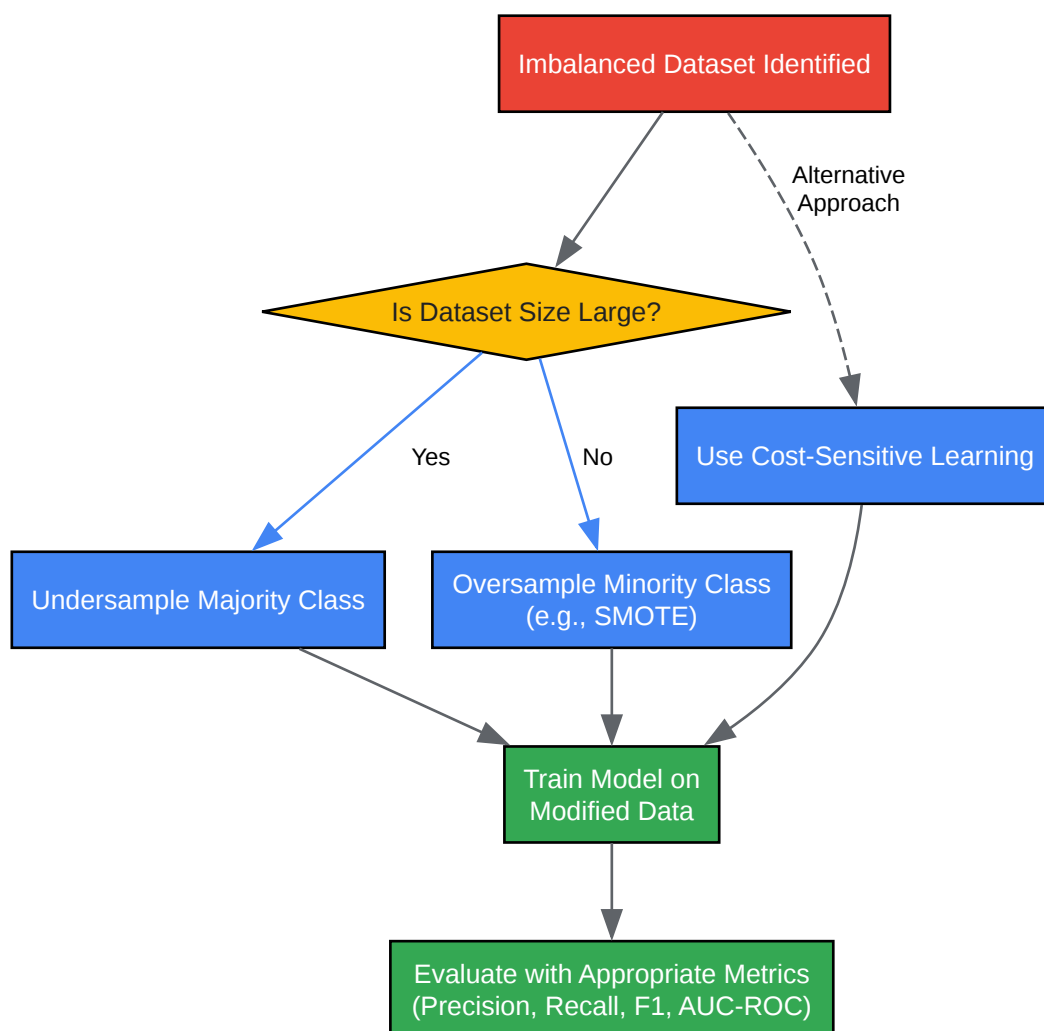 Imbalanced Dataset Identified
Alternative
Approach
Is Dataset Size Large?
Yes
No
Use Cost-Sensitive Learning
Undersample Majority Class
Oversample Minority Class
(e.g., SMOTE)
Train Model on
Modified Data
Evaluate with Appropriate Metrics
(Precision, Recall, F1, AUC-ROC)